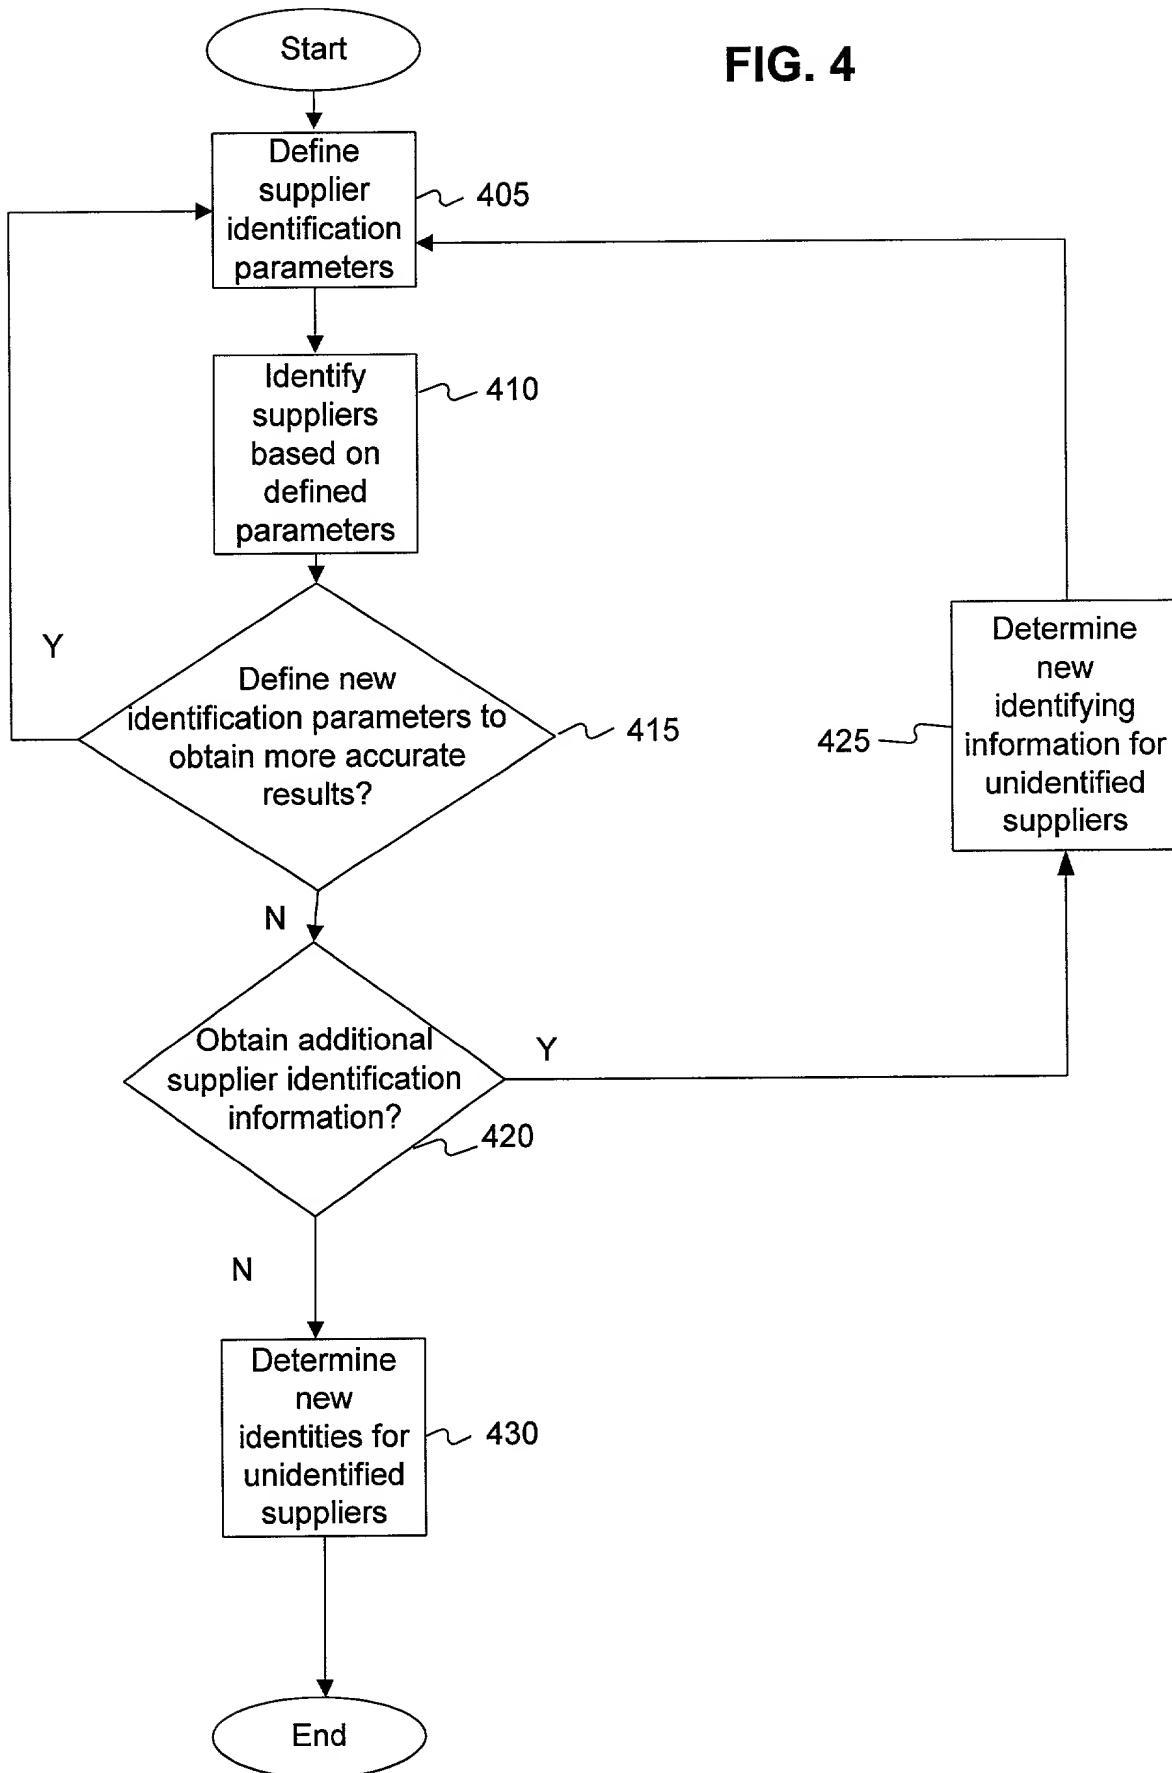 Start
FIG. 4
Define
supplier
identification
parameters
405
Identify
suppliers
based on
defined
parameters
410
Y
Define new
identification parameters to
obtain more accurate
results?
415
Determine
new
identifying
information for
unidentified
suppliers
425
N
Obtain additional
supplier identification
information?
Y
420
N
Determine
new
identities for
unidentified
suppliers
430
End